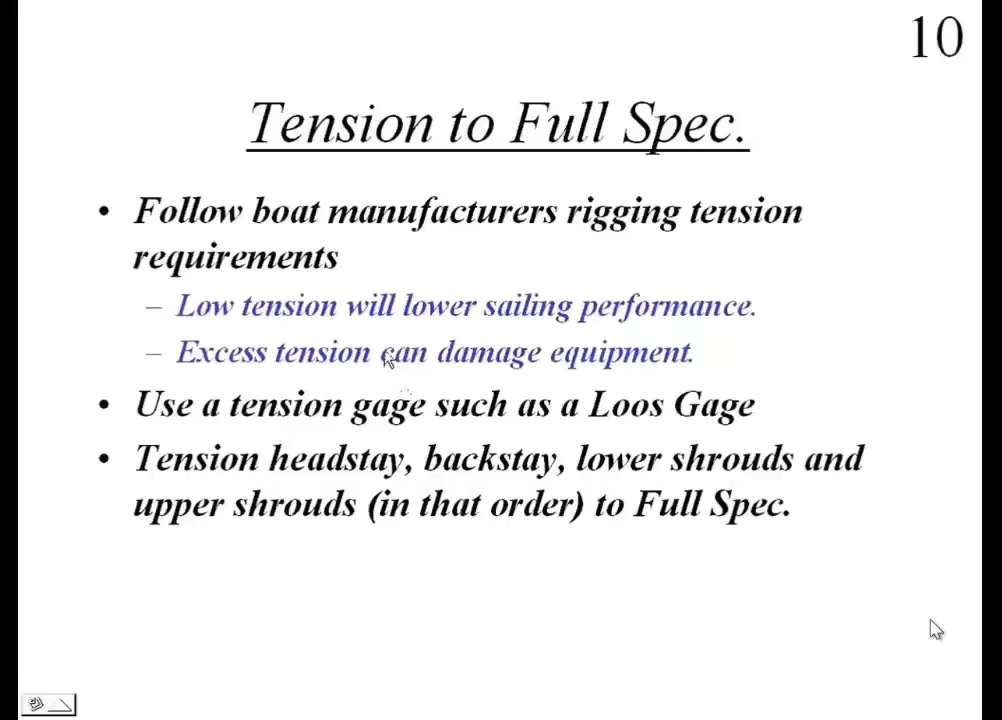 10
Tension to Full Spec.
• Follow boat manufacturers rigging tension
requirements
– Low tension will lower sailing performance.
– Excess tension can damage equipment.
• Use a tension gage such as a Loos Gage
• Tension headstay, backstay, lower shrouds and
upper shrouds (in that order) to Full Spec.